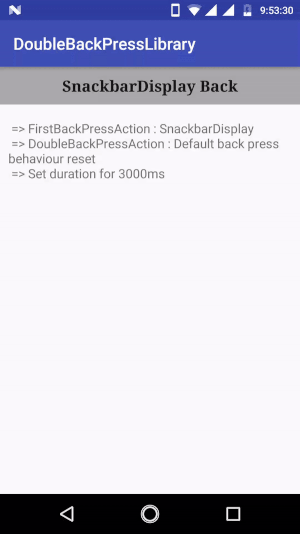 9:53:30
DoubleBackPressLibrary
SnackbarDisplay Back
=> FirstBackPressAction : SnackbarDisplay
=> DoubleBackPressAction : Default back press
behaviour reset
=> Set duration for 3000ms